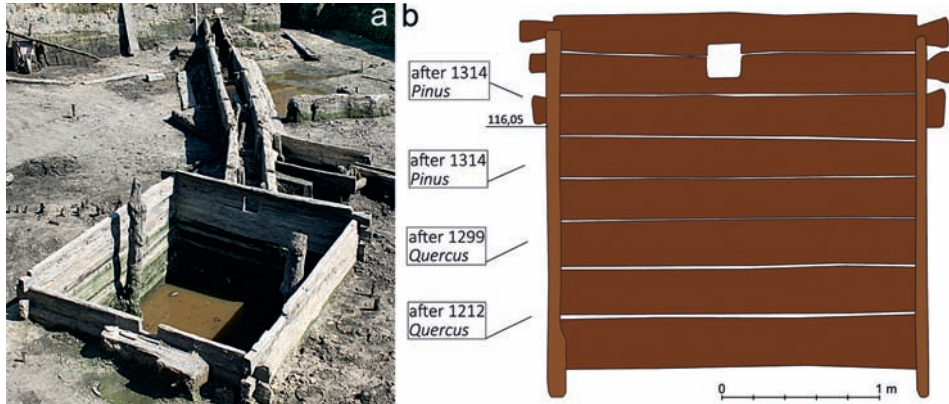 a
b
after 1314
Pinus
116,05
after 1314
Pinus
after 1299
Quercus
after 1212
Quercus
0
1 m